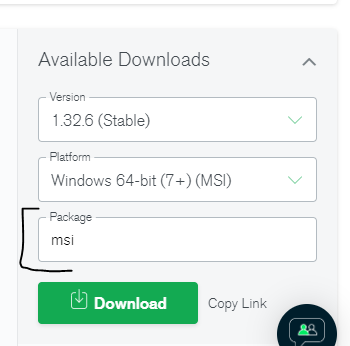 Available Downloads
Version
1.32.6 (Stable)
Platform
Windows 64-bit (7+) (MSI)
Package
msi
Download
Copy Link